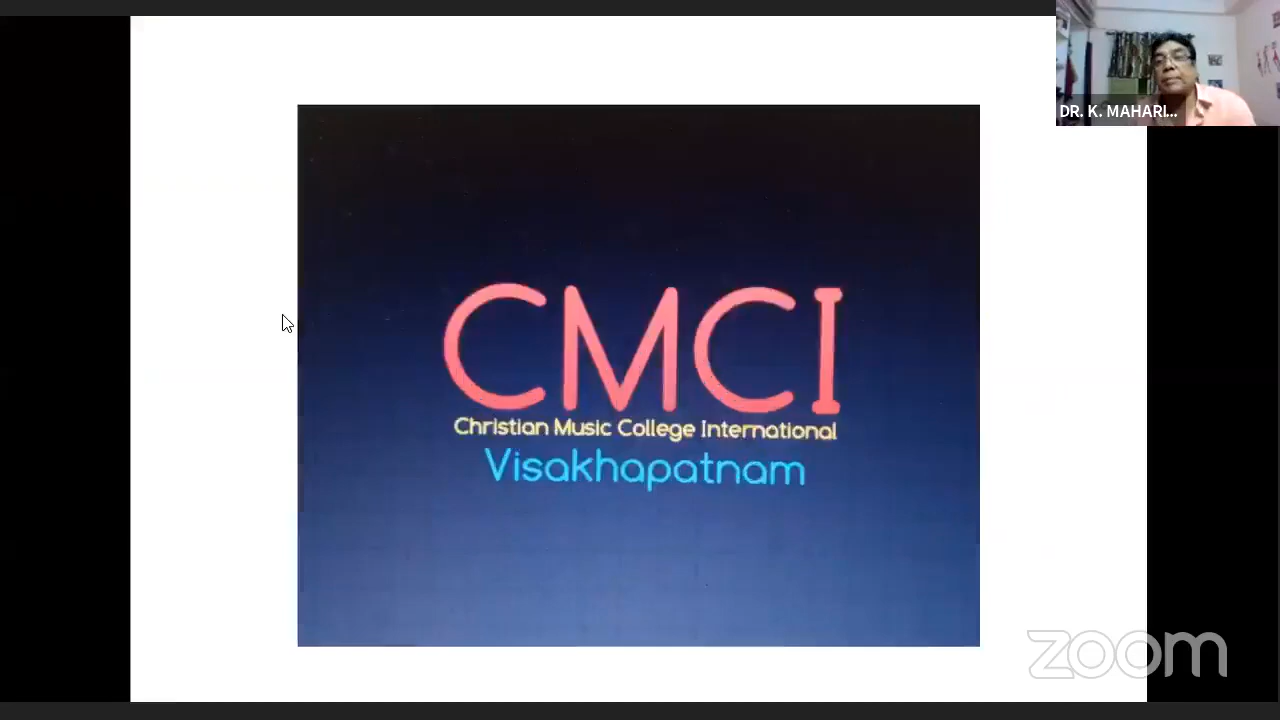 DR. K. MAHARI...
CMCI
Christian Music College International
Visakhapatnam
zoom